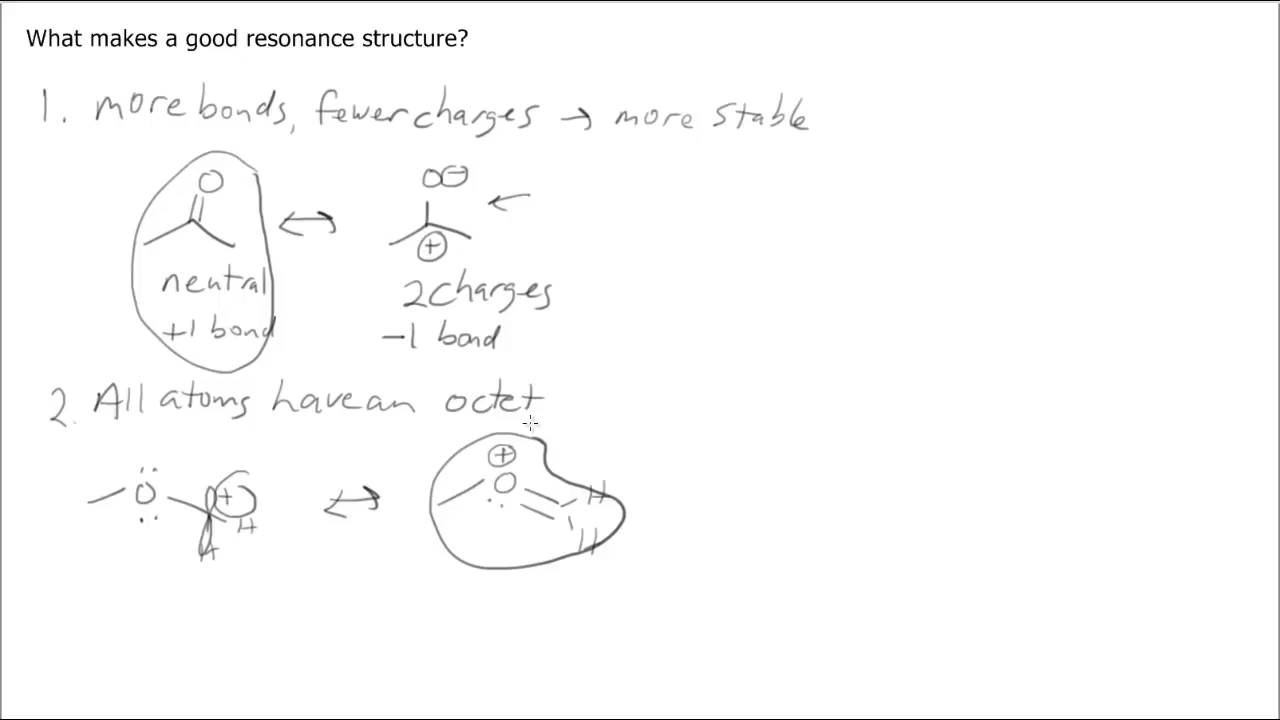 What makes a good resonance structure?
1. more bonds, fewer charges → more stable
O
O⊖
⊕
neutral
2 charges
+1 bond
−1 bond
2. All atoms have an octet
⊕
O
+
O
H
H
H
H